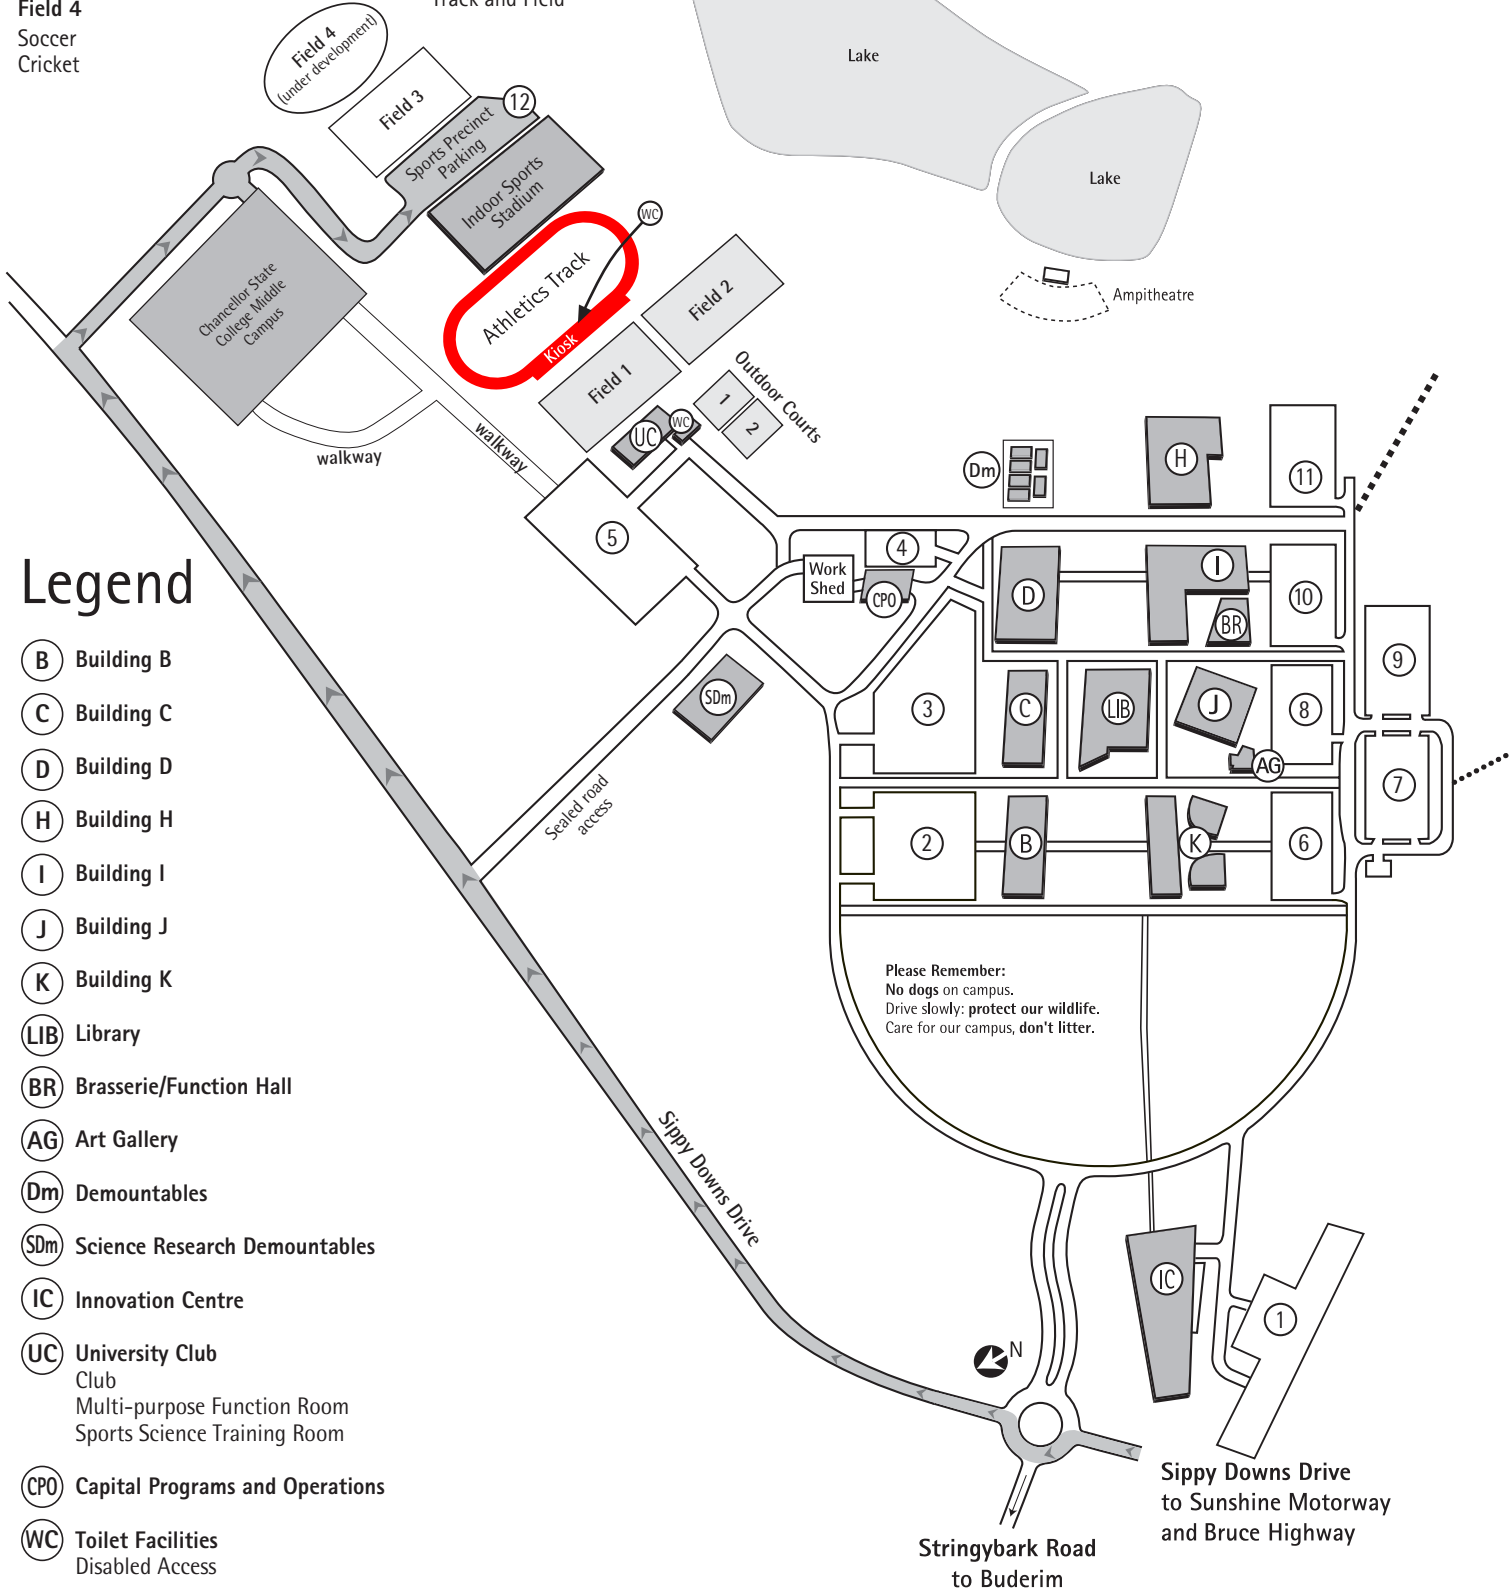 Field 4
Soccer
Cricket
Track and Field
Field 4
(under development)
Field 3
12
Sports Precinct
Parking
Indoor Sports
Stadium
WC
Athletics Track
Kiosk
Field 2
Field 1
Outdoor Courts
1
2
UC
WC
Chancellor State
College Middle
Campus
walkway
walkway
Lake
Lake
Ampitheatre
Dm
H
11
5
4
Work
Shed
CPO
D
I
10
BR
9
SDm
3
C
LIB
J
8
AG
7
Sealed road
access
2
B
K
6
Please Remember:
No dogs on campus.
Drive slowly: protect our wildlife.
Care for our campus, don't litter.
Sippy Downs Drive
IC
1
N
Sippy Downs Drive
to Sunshine Motorway
and Bruce Highway
Stringybark Road
to Buderim
Legend
B Building B
C Building C
D Building D
H Building H
I Building I
J Building J
K Building K
LIB Library
BR Brasserie/Function Hall
AG Art Gallery
Dm Demountables
SDm Science Research Demountables
IC Innovation Centre
UC University Club
Club
Multi-purpose Function Room
Sports Science Training Room
CPO Capital Programs and Operations
WC Toilet Facilities
Disabled Access